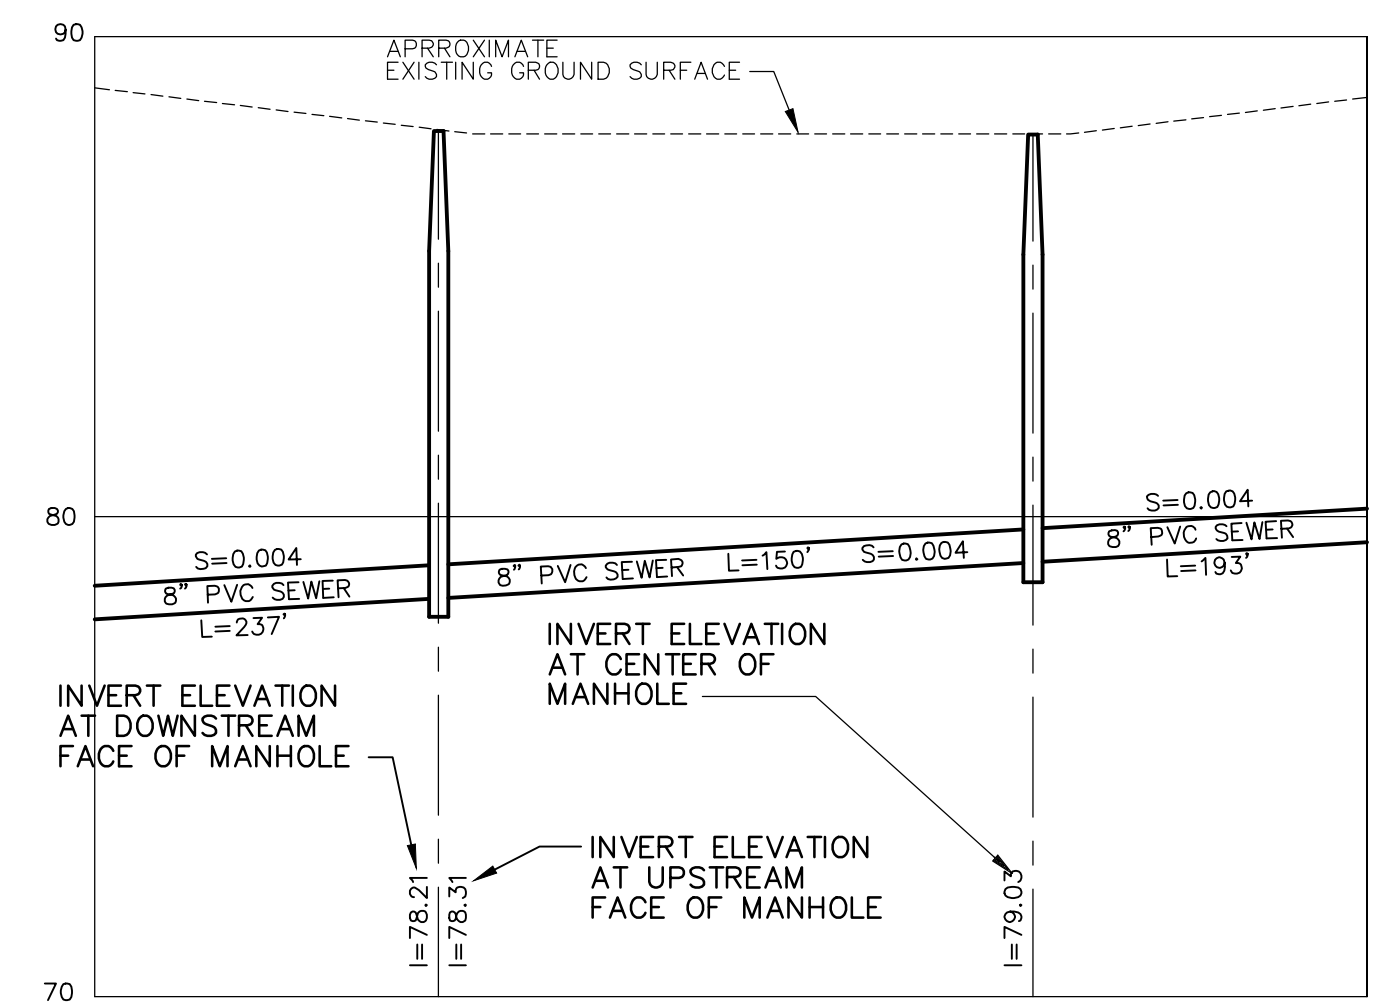 90
APRROXIMATE
EXISTING GROUND SURFACE
80
S=0.004
8" PVC SEWER
L=237'
8" PVC SEWER
L=150'
S=0.004
S=0.004
8" PVC SEWER
L=193'
INVERT ELEVATION
AT CENTER OF
MANHOLE
INVERT ELEVATION
AT DOWNSTREAM
FACE OF MANHOLE
INVERT ELEVATION
AT UPSTREAM
FACE OF MANHOLE
I=78.21
I=78.31
I=79.03
70